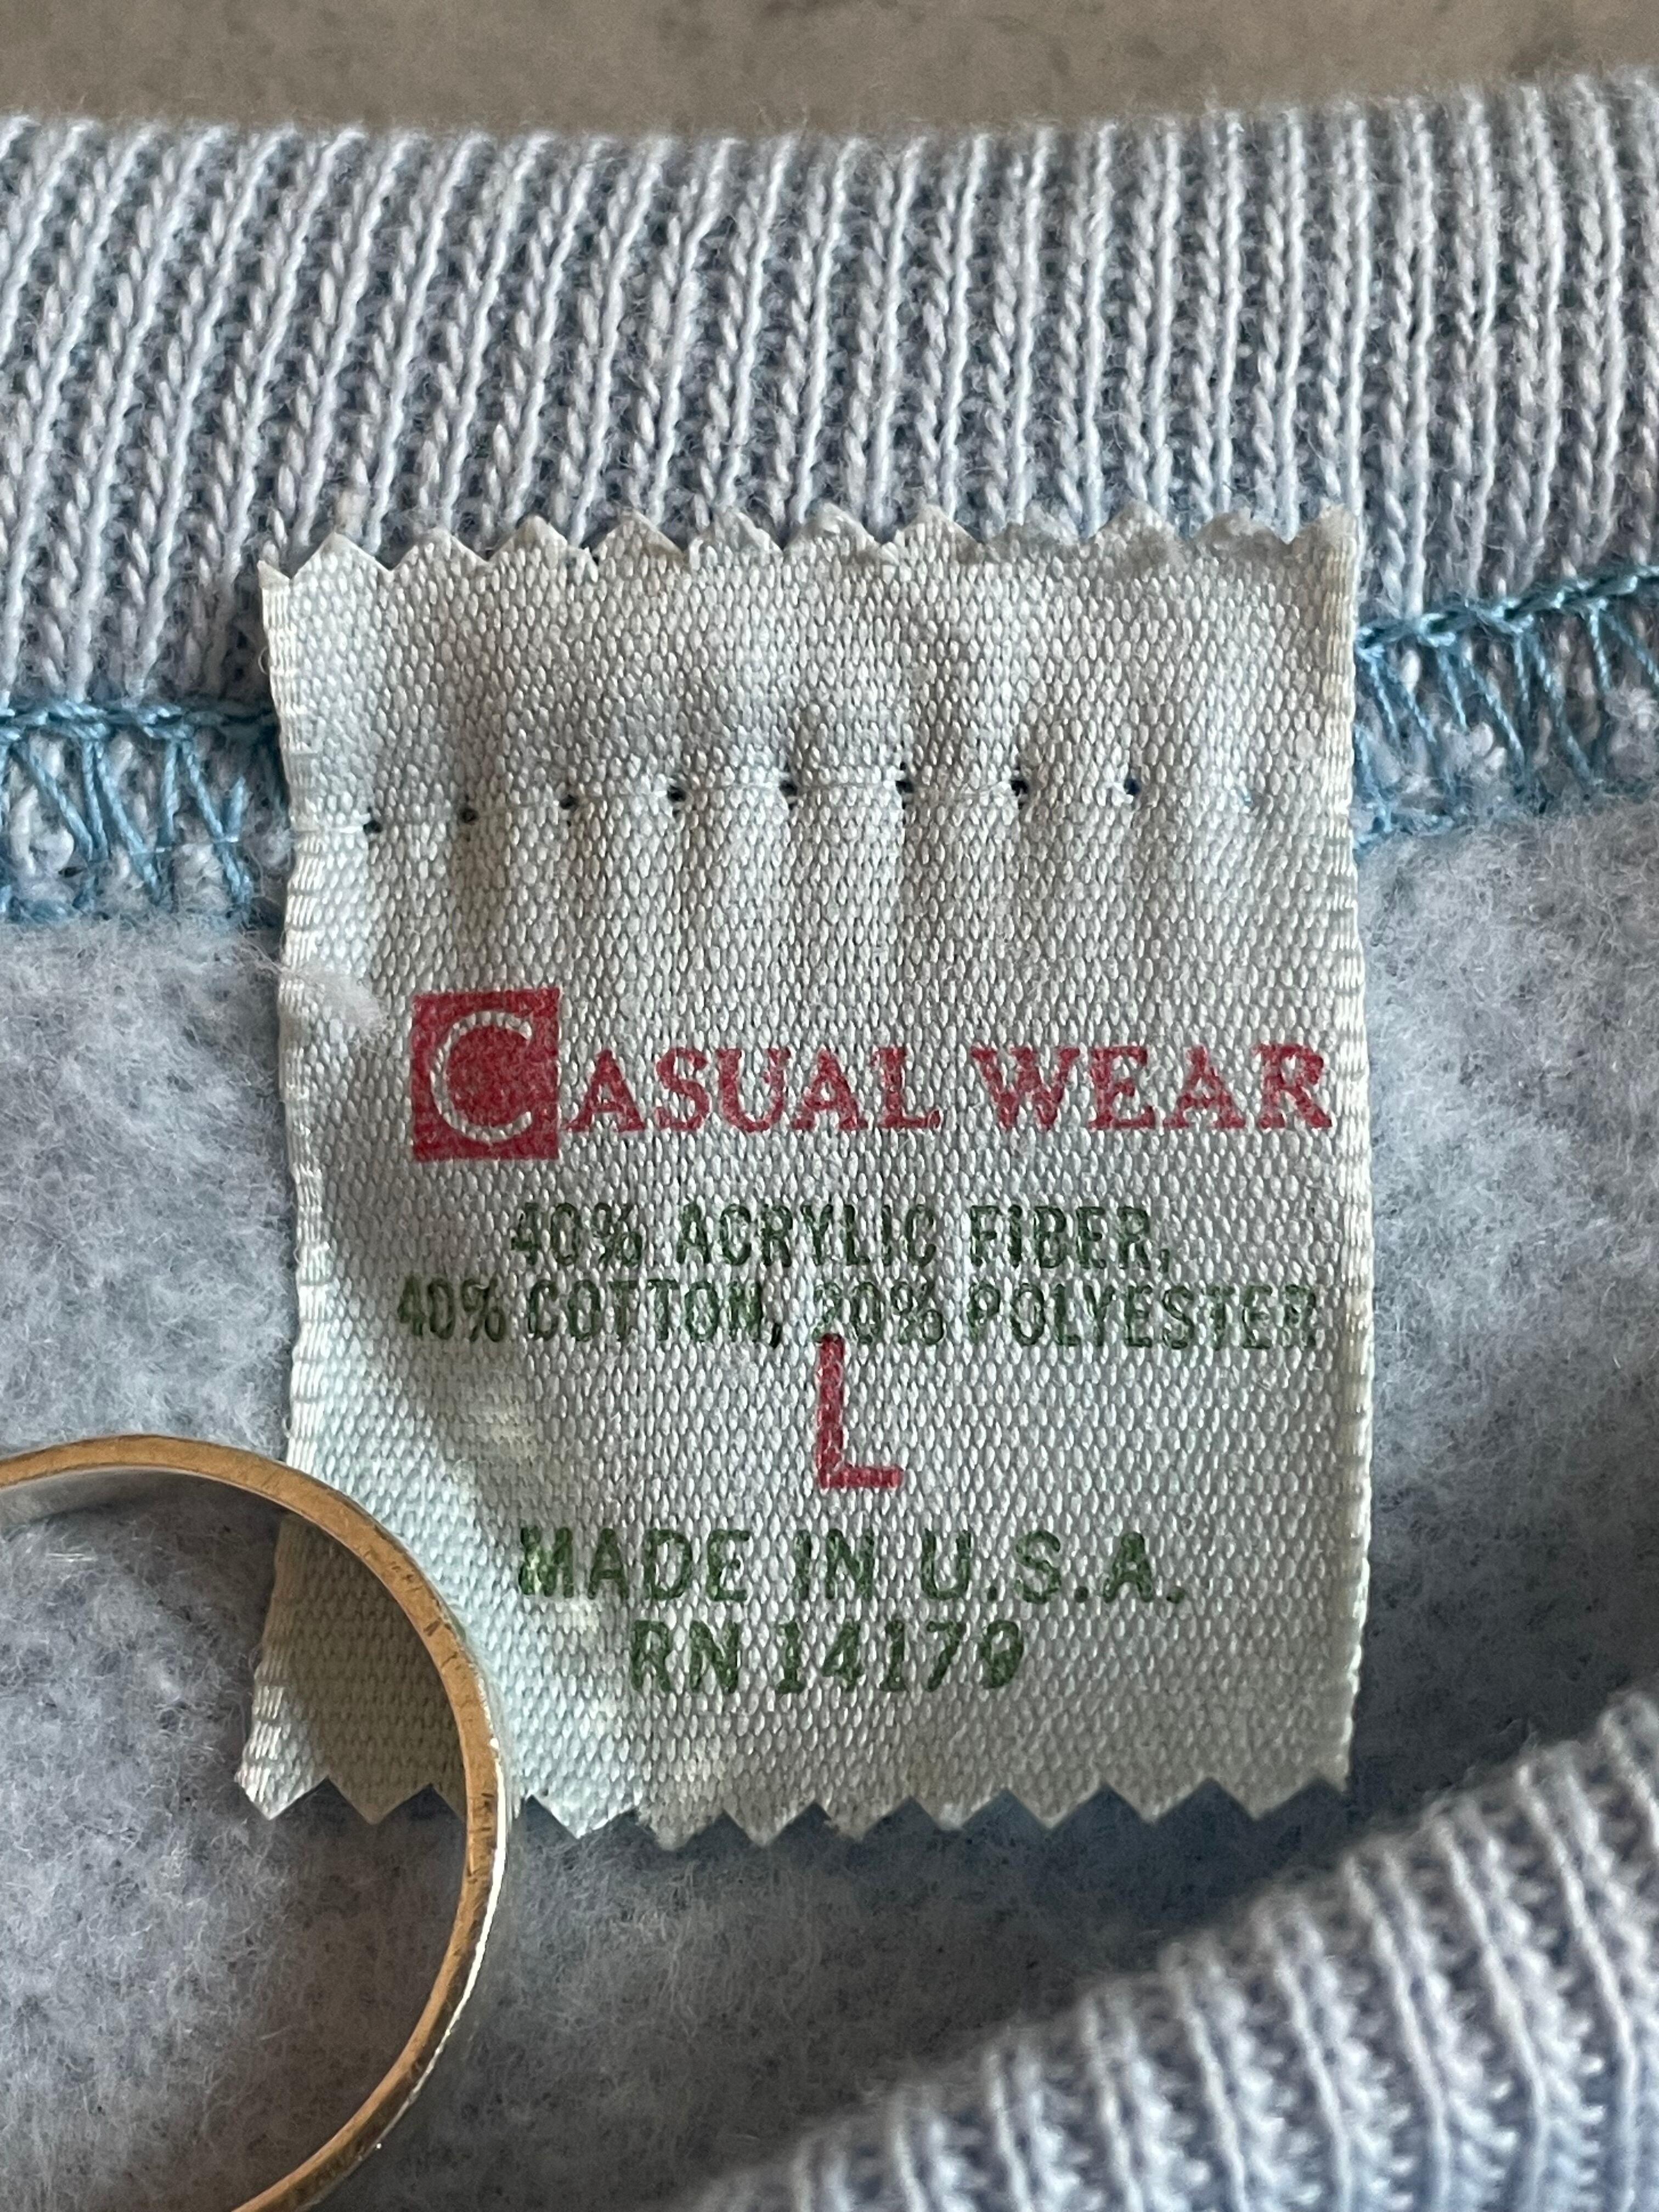 CASUAL WEAR
40% ACRYLIC FIBER,
40% COTTON, 20% POLYESTER
L
MADE IN U.S.A.
RN 14179